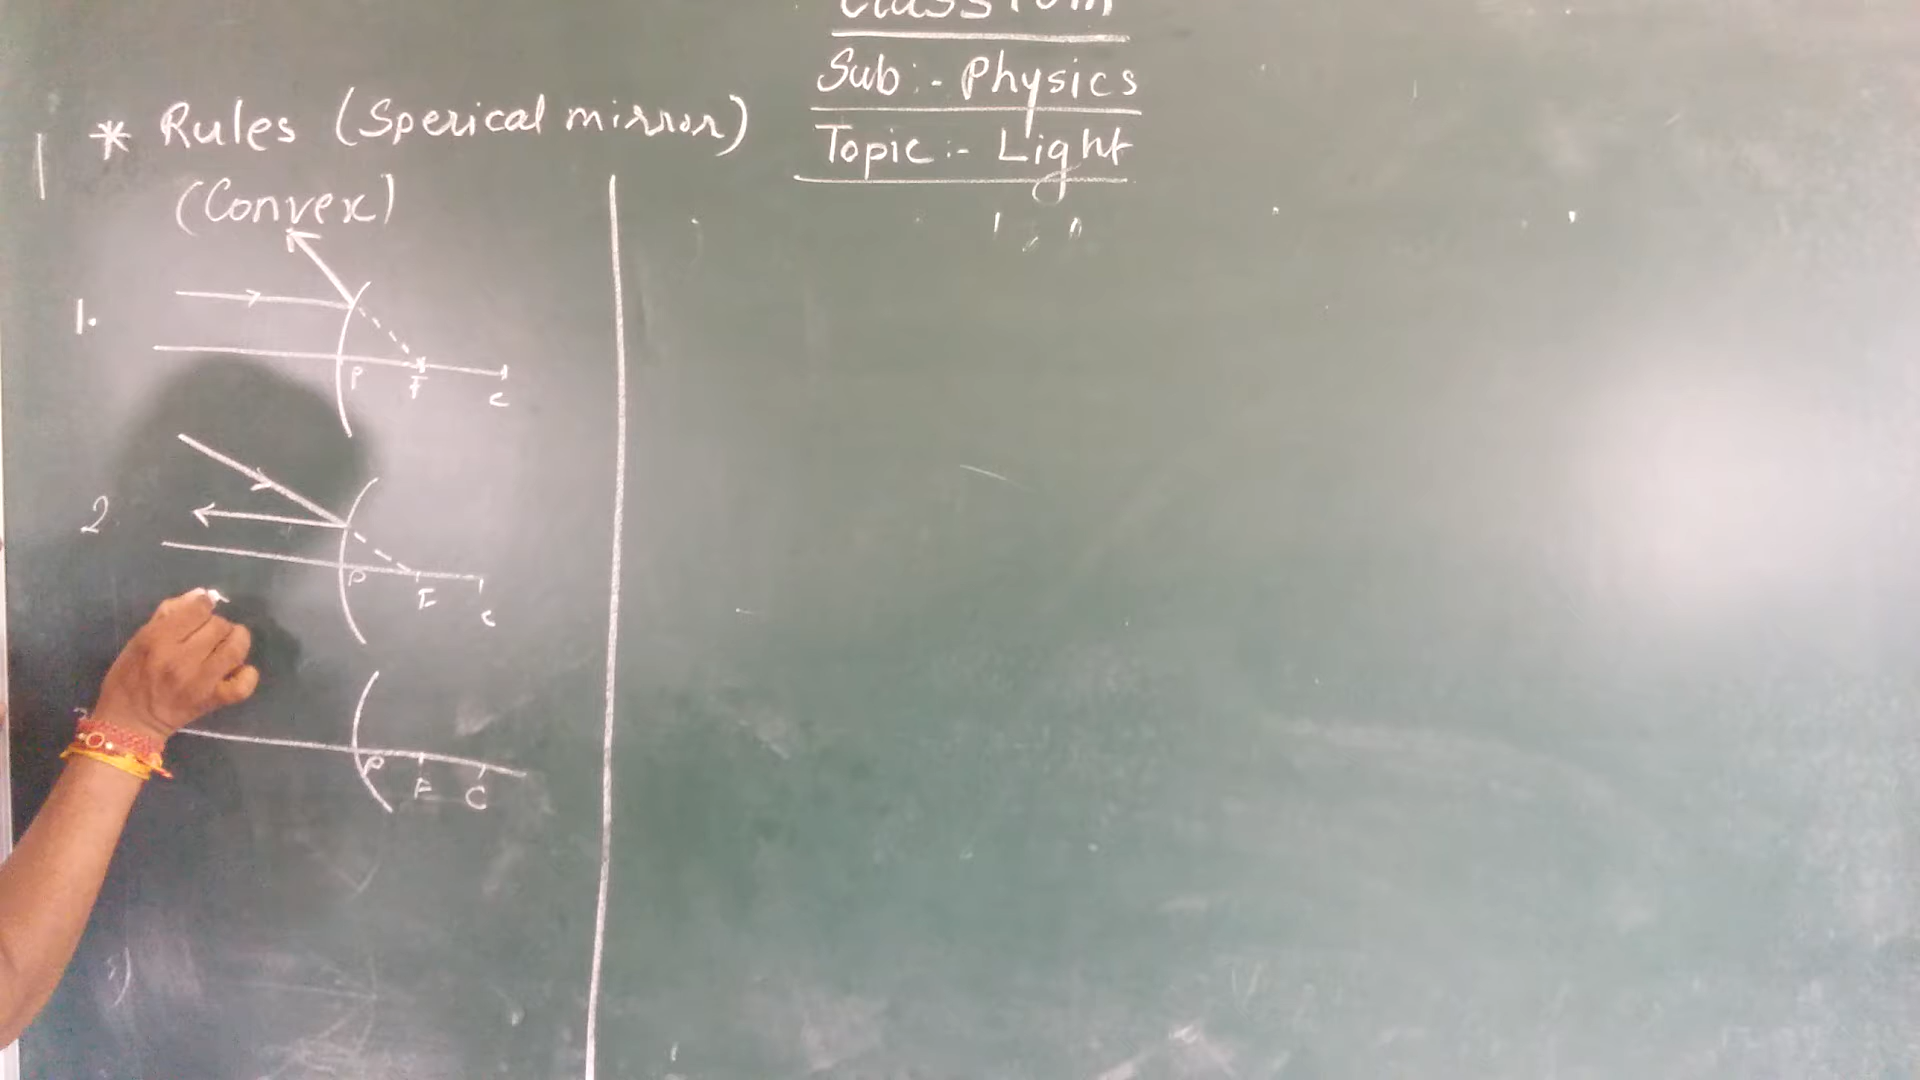 Sub:- Physics
Topic:- Light
* Rules (Sperical mirror)
(Convex)
1.
P F C
2.
P F C
P F C